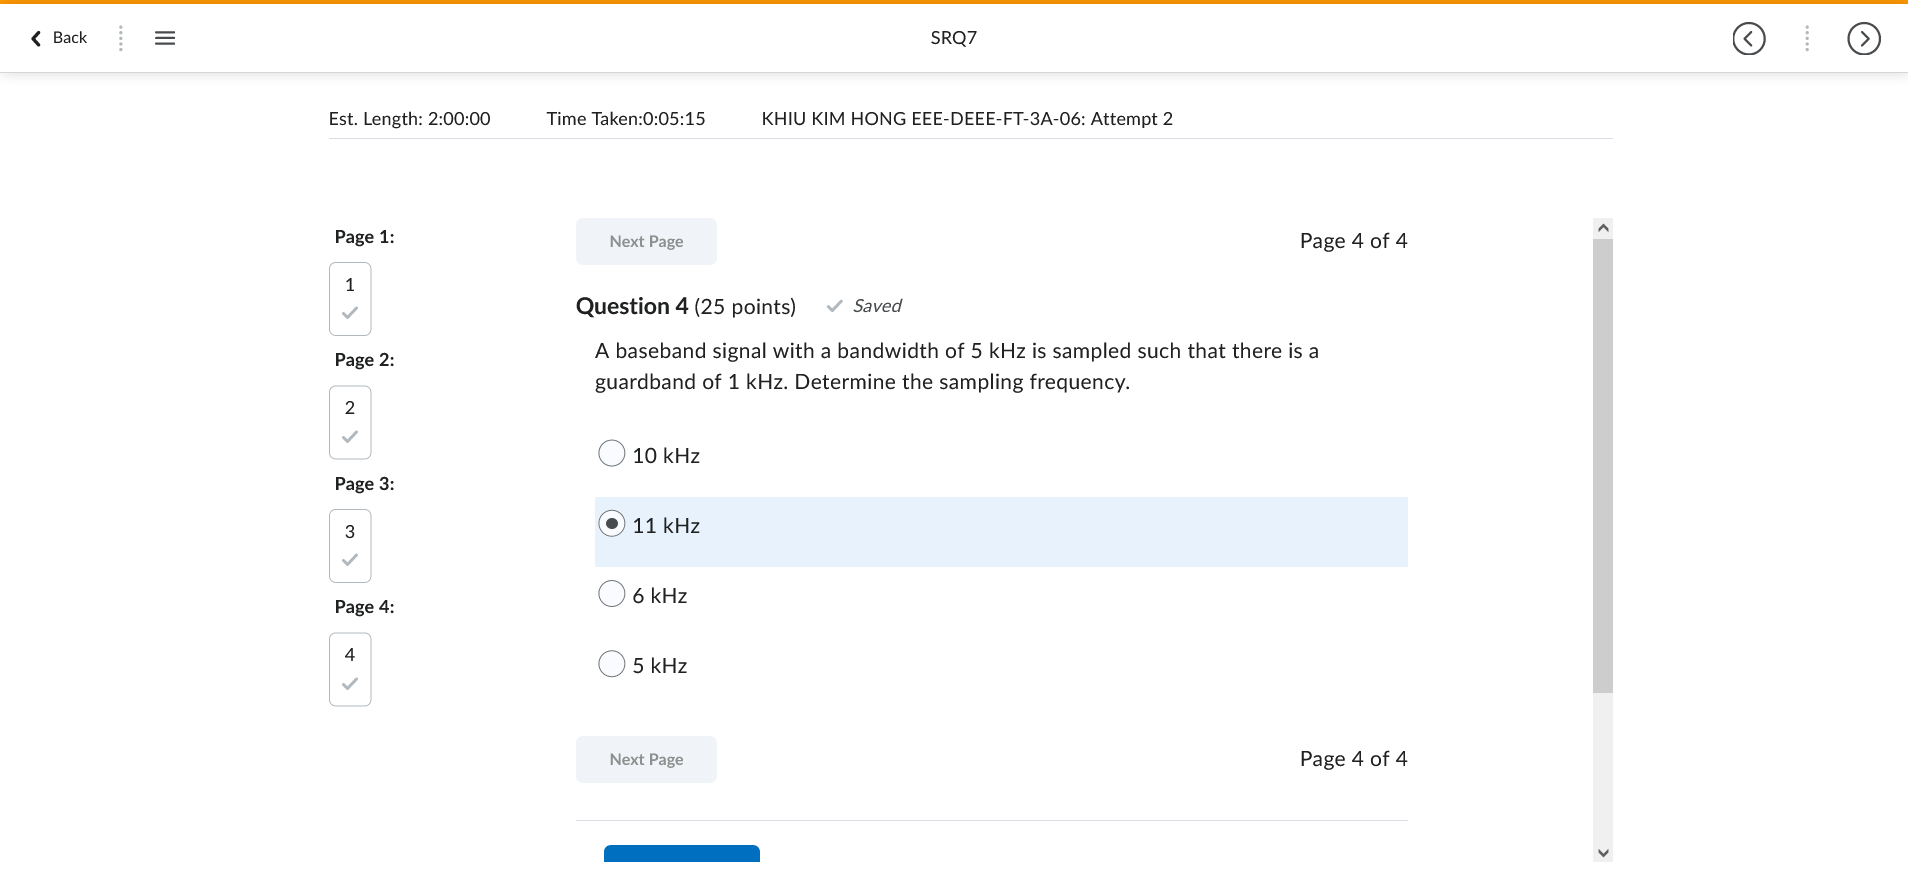 Back
SRQ7
Est. Length: 2:00:00 Time Taken:0:05:15 KHIU KIM HONG EEE-DEEE-FT-3A-06: Attempt 2
Page 1:
1
Page 2:
2
Page 3:
3
Page 4:
4
Next Page
Page 4 of 4
Question 4 (25 points) Saved
A baseband signal with a bandwidth of 5 kHz is sampled such that there is a
guardband of 1 kHz. Determine the sampling frequency.
10 kHz
11 kHz
6 kHz
5 kHz
Next Page
Page 4 of 4